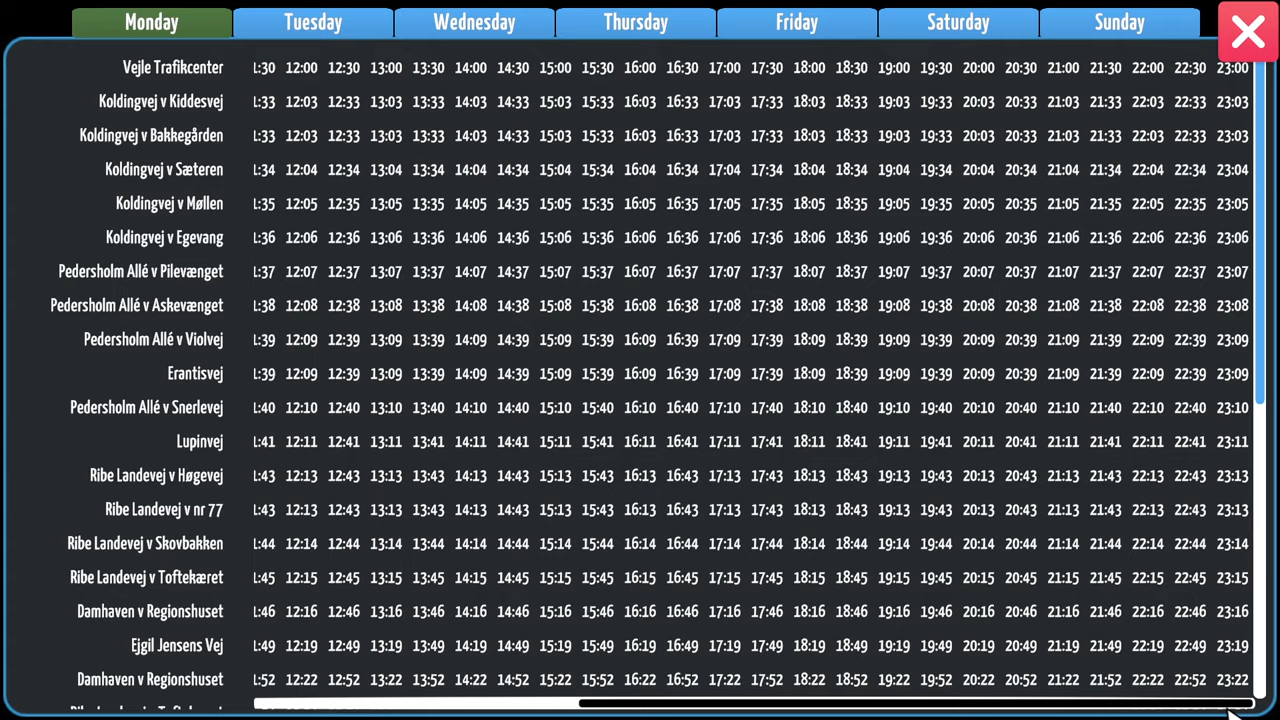 Monday Tuesday Wednesday Thursday Friday Saturday Sunday
Vejle Trafikcenter :30 12:00 12:30 13:00 13:30 14:00 14:30 15:00 15:30 16:00 16:30 17:00 17:30 18:00 18:30 19:00 19:30 20:00 20:30 21:00 21:30 22:00 22:30 23:00
Koldingvej v Kiddesvej :33 12:03 12:33 13:03 13:33 14:03 14:33 15:03 15:33 16:03 16:33 17:03 17:33 18:03 18:33 19:03 19:33 20:03 20:33 21:03 21:33 22:03 22:33 23:03
Koldingvej v Bakkegården :33 12:03 12:33 13:03 13:33 14:03 14:33 15:03 15:33 16:03 16:33 17:03 17:33 18:03 18:33 19:03 19:33 20:03 20:33 21:03 21:33 22:03 22:33 23:03
Koldingvej v Sæteren :34 12:04 12:34 13:04 13:34 14:04 14:34 15:04 15:34 16:04 16:34 17:04 17:34 18:04 18:34 19:04 19:34 20:04 20:34 21:04 21:34 22:04 22:34 23:04
Koldingvej v Møllen :35 12:05 12:35 13:05 13:35 14:05 14:35 15:05 15:35 16:05 16:35 17:05 17:35 18:05 18:35 19:05 19:35 20:05 20:35 21:05 21:35 22:05 22:35 23:05
Koldingvej v Egevang :36 12:06 12:36 13:06 13:36 14:06 14:36 15:06 15:36 16:06 16:36 17:06 17:36 18:06 18:36 19:06 19:36 20:06 20:36 21:06 21:36 22:06 22:36 23:06
Pedersholm Allé v Pilevænget :37 12:07 12:37 13:07 13:37 14:07 14:37 15:07 15:37 16:07 16:37 17:07 17:37 18:07 18:37 19:07 19:37 20:07 20:37 21:07 21:37 22:07 22:37 23:07
Pedersholm Allé v Askevænget :38 12:08 12:38 13:08 13:38 14:08 14:38 15:08 15:38 16:08 16:38 17:08 17:38 18:08 18:38 19:08 19:38 20:08 20:38 21:08 21:38 22:08 22:38 23:08
Pedersholm Allé v Violvej :39 12:09 12:39 13:09 13:39 14:09 14:39 15:09 15:39 16:09 16:39 17:09 17:39 18:09 18:39 19:09 19:39 20:09 20:39 21:09 21:39 22:09 22:39 23:09
Erantisvej :39 12:09 12:39 13:09 13:39 14:09 14:39 15:09 15:39 16:09 16:39 17:09 17:39 18:09 18:39 19:09 19:39 20:09 20:39 21:09 21:39 22:09 22:39 23:09
Pedersholm Allé v Snerlevej :40 12:10 12:40 13:10 13:40 14:10 14:40 15:10 15:40 16:10 16:40 17:10 17:40 18:10 18:40 19:10 19:40 20:10 20:40 21:10 21:40 22:10 22:40 23:10
Lupinvej :41 12:11 12:41 13:11 13:41 14:11 14:41 15:11 15:41 16:11 16:41 17:11 17:41 18:11 18:41 19:11 19:41 20:11 20:41 21:11 21:41 22:11 22:41 23:11
Ribe Landevej v Høgevej :43 12:13 12:43 13:13 13:43 14:13 14:43 15:13 15:43 16:13 16:43 17:13 17:43 18:13 18:43 19:13 19:43 20:13 20:43 21:13 21:43 22:13 22:43 23:13
Ribe Landevej v nr 77 :43 12:13 12:43 13:13 13:43 14:13 14:43 15:13 15:43 16:13 16:43 17:13 17:43 18:13 18:43 19:13 19:43 20:13 20:43 21:13 21:43 22:13 22:43 23:13
Ribe Landevej v Skovbakken :44 12:14 12:44 13:14 13:44 14:14 14:44 15:14 15:44 16:14 16:44 17:14 17:44 18:14 18:44 19:14 19:44 20:14 20:44 21:14 21:44 22:14 22:44 23:14
Ribe Landevej v Toftekæret :45 12:15 12:45 13:15 13:45 14:15 14:45 15:15 15:45 16:15 16:45 17:15 17:45 18:15 18:45 19:15 19:45 20:15 20:45 21:15 21:45 22:15 22:45 23:15
Damhaven v Regionshuset :46 12:16 12:46 13:16 13:46 14:16 14:46 15:16 15:46 16:16 16:46 17:16 17:46 18:16 18:46 19:16 19:46 20:16 20:46 21:16 21:46 22:16 22:46 23:16
Ejgil Jensens Vej :49 12:19 12:49 13:19 13:49 14:19 14:49 15:19 15:49 16:19 16:49 17:19 17:49 18:19 18:49 19:19 19:49 20:19 20:49 21:19 21:49 22:19 22:49 23:19
Damhaven v Regionshuset :52 12:22 12:52 13:22 13:52 14:22 14:52 15:22 15:52 16:22 16:52 17:22 17:52 18:22 18:52 19:22 19:52 20:22 20:52 21:22 21:52 22:22 22:52 23:22